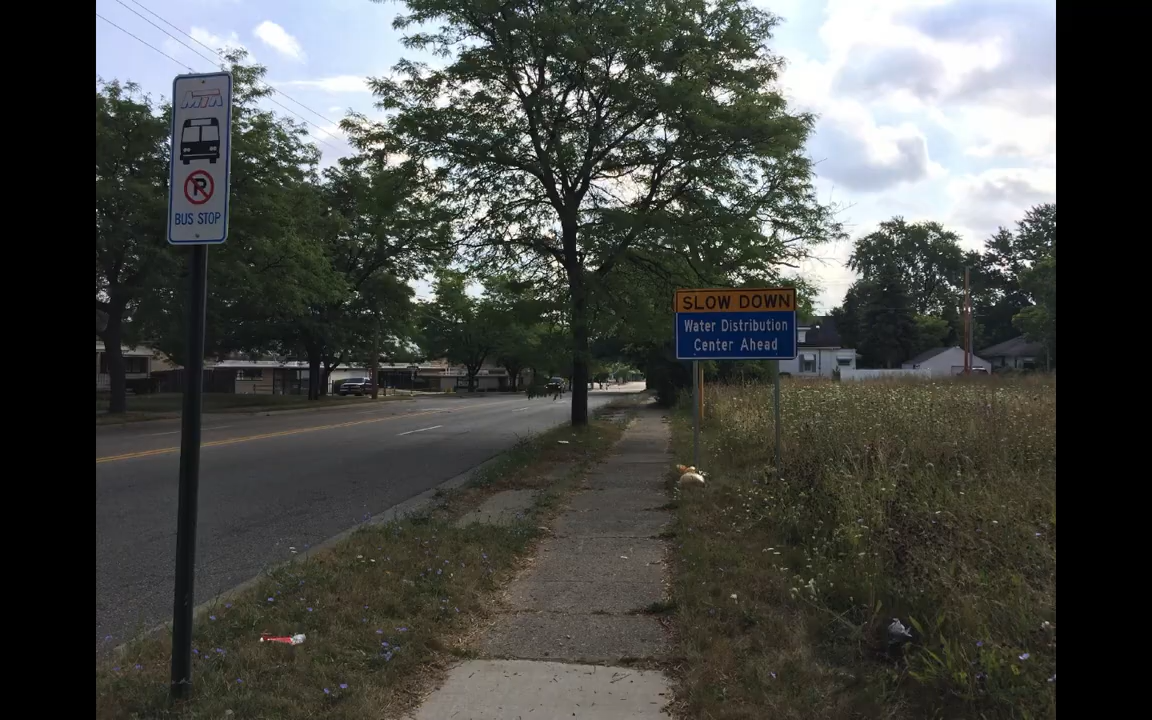 MTA
P
BUS STOP
SLOW DOWN
Water Distribution
Center Ahead